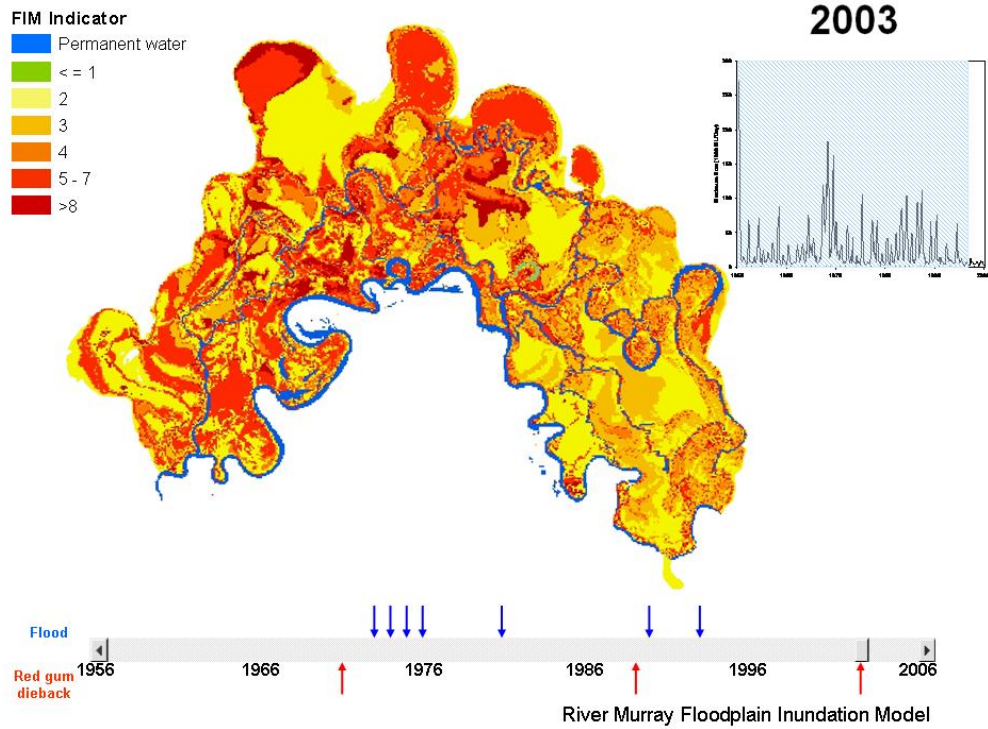 FIM Indicator
Permanent water
< = 1
2
3
4
5 - 7
>8
2003
Flood
1956
1966
1976
1986
1996
2006
Red gum
dieback
River Murray Floodplain Inundation Model